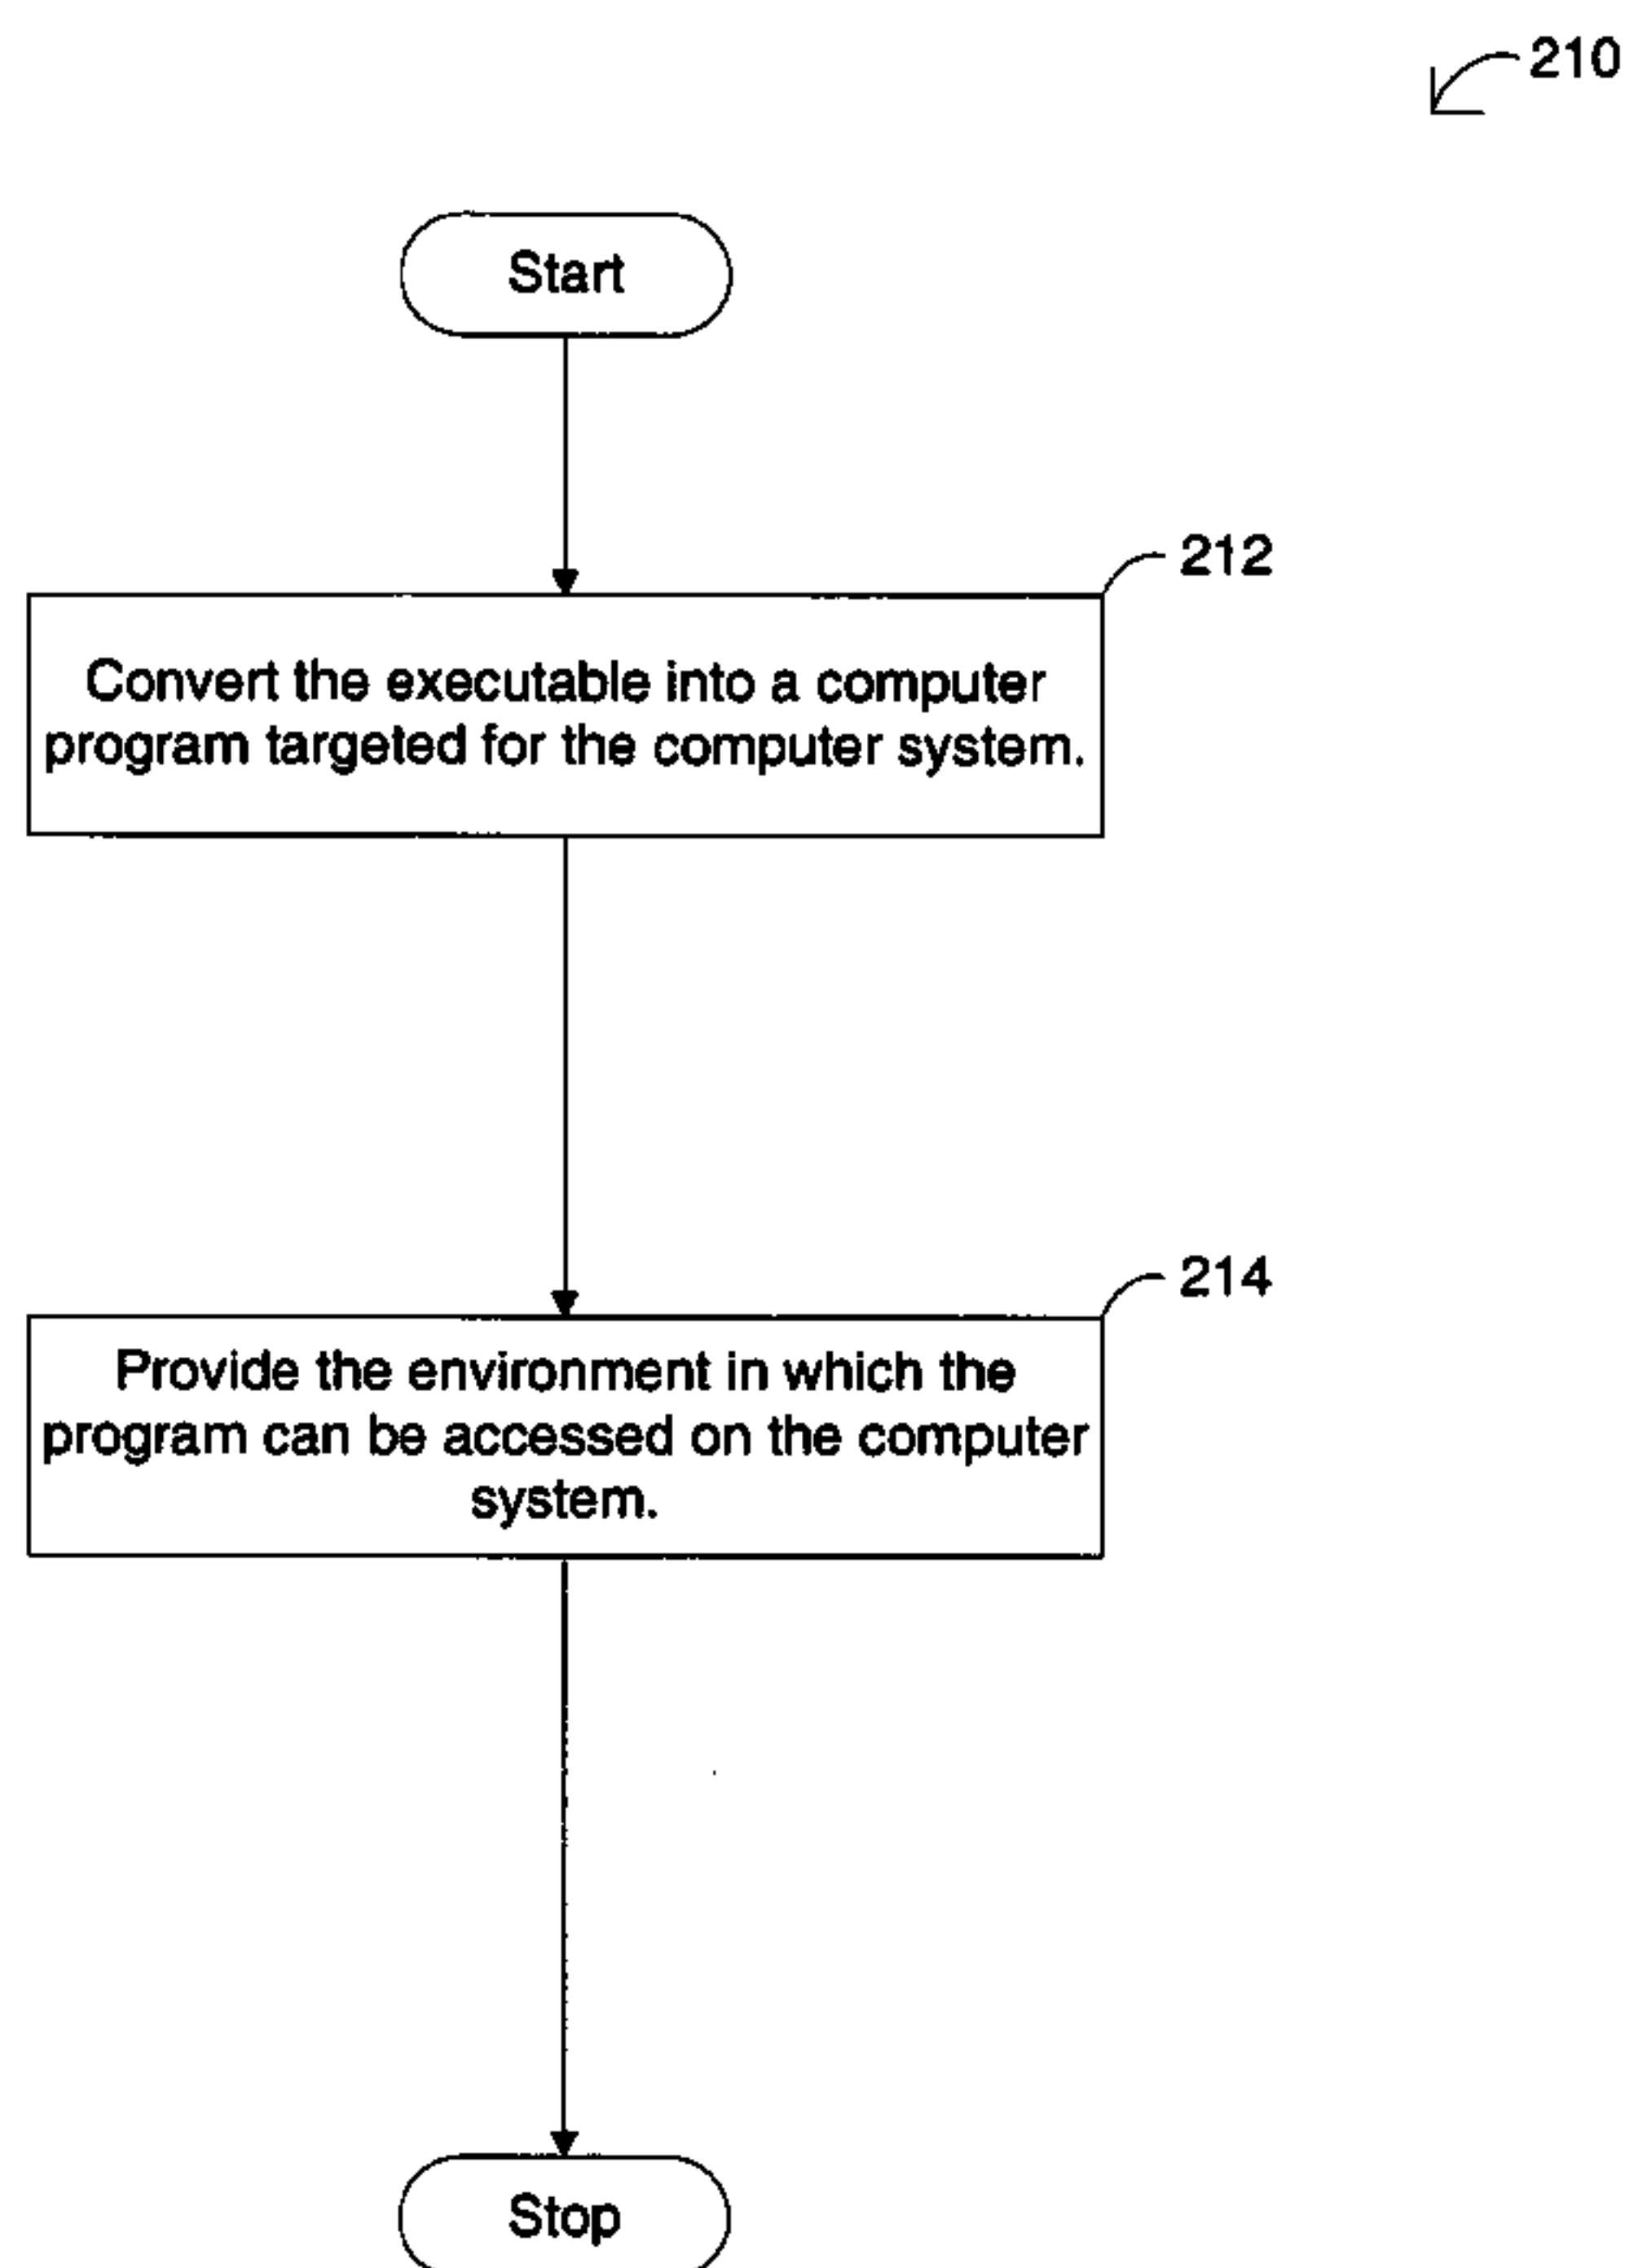 210
Start
212
Convert the executable into a computer
program targeted for the computer system.
214
Provide the environment in which the
program can be accessed on the computer
system.
Stop